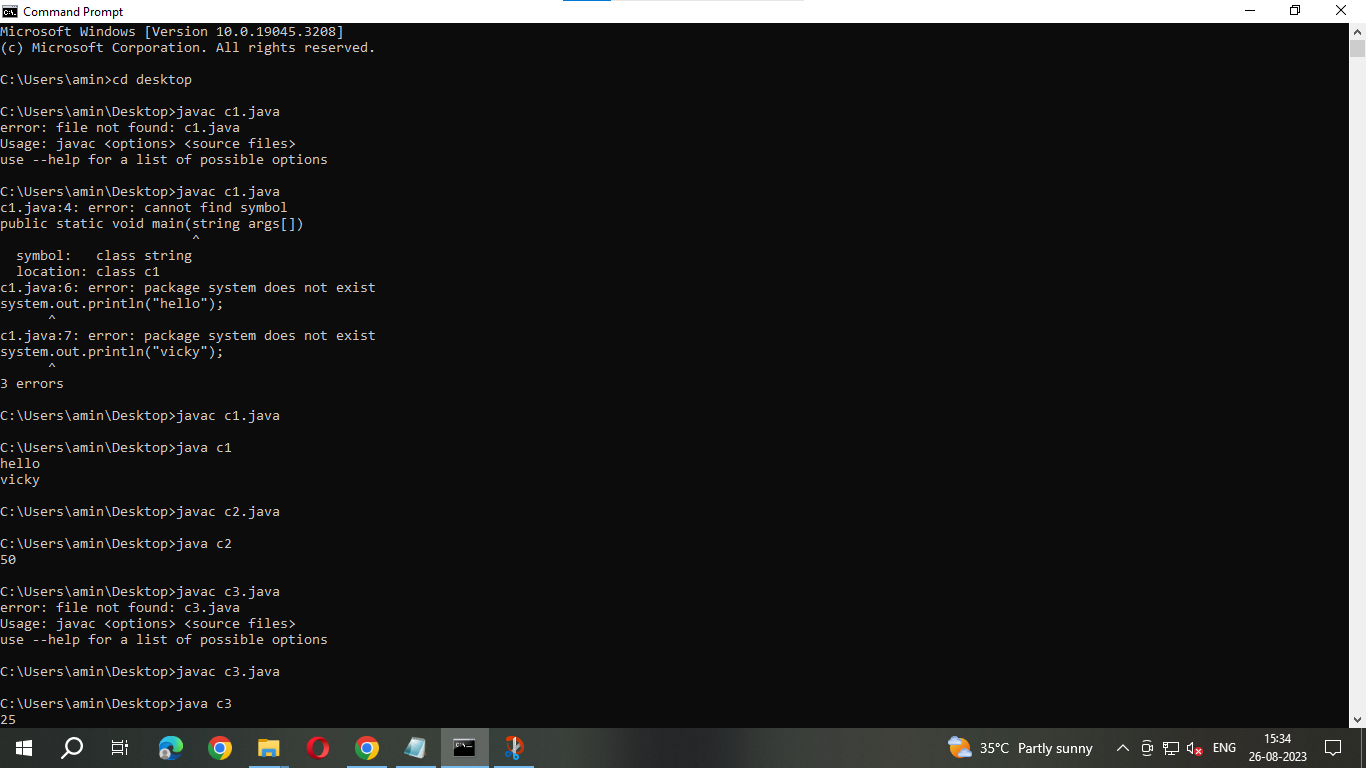 Command Prompt
Microsoft Windows [Version 10.0.19045.3208]
(c) Microsoft Corporation. All rights reserved.
C:\Users\amin>cd desktop
C:\Users\amin\Desktop>javac c1.java
error: file not found: c1.java
Usage: javac <options> <source files>
use --help for a list of possible options
C:\Users\amin\Desktop>javac c1.java
c1.java:4: error: cannot find symbol
public static void main(string args[])
^
symbol:   class string
location: class c1
c1.java:6: error: package system does not exist
system.out.println("hello");
^
c1.java:7: error: package system does not exist
system.out.println("vicky");
^
3 errors
C:\Users\amin\Desktop>javac c1.java
C:\Users\amin\Desktop>java c1
hello
vicky
C:\Users\amin\Desktop>javac c2.java
C:\Users\amin\Desktop>java c2
50
C:\Users\amin\Desktop>javac c3.java
error: file not found: c3.java
Usage: javac <options> <source files>
use --help for a list of possible options
C:\Users\amin\Desktop>javac c3.java
C:\Users\amin\Desktop>java c3
25
35°C Partly sunny
ENG
15:34
26-08-2023